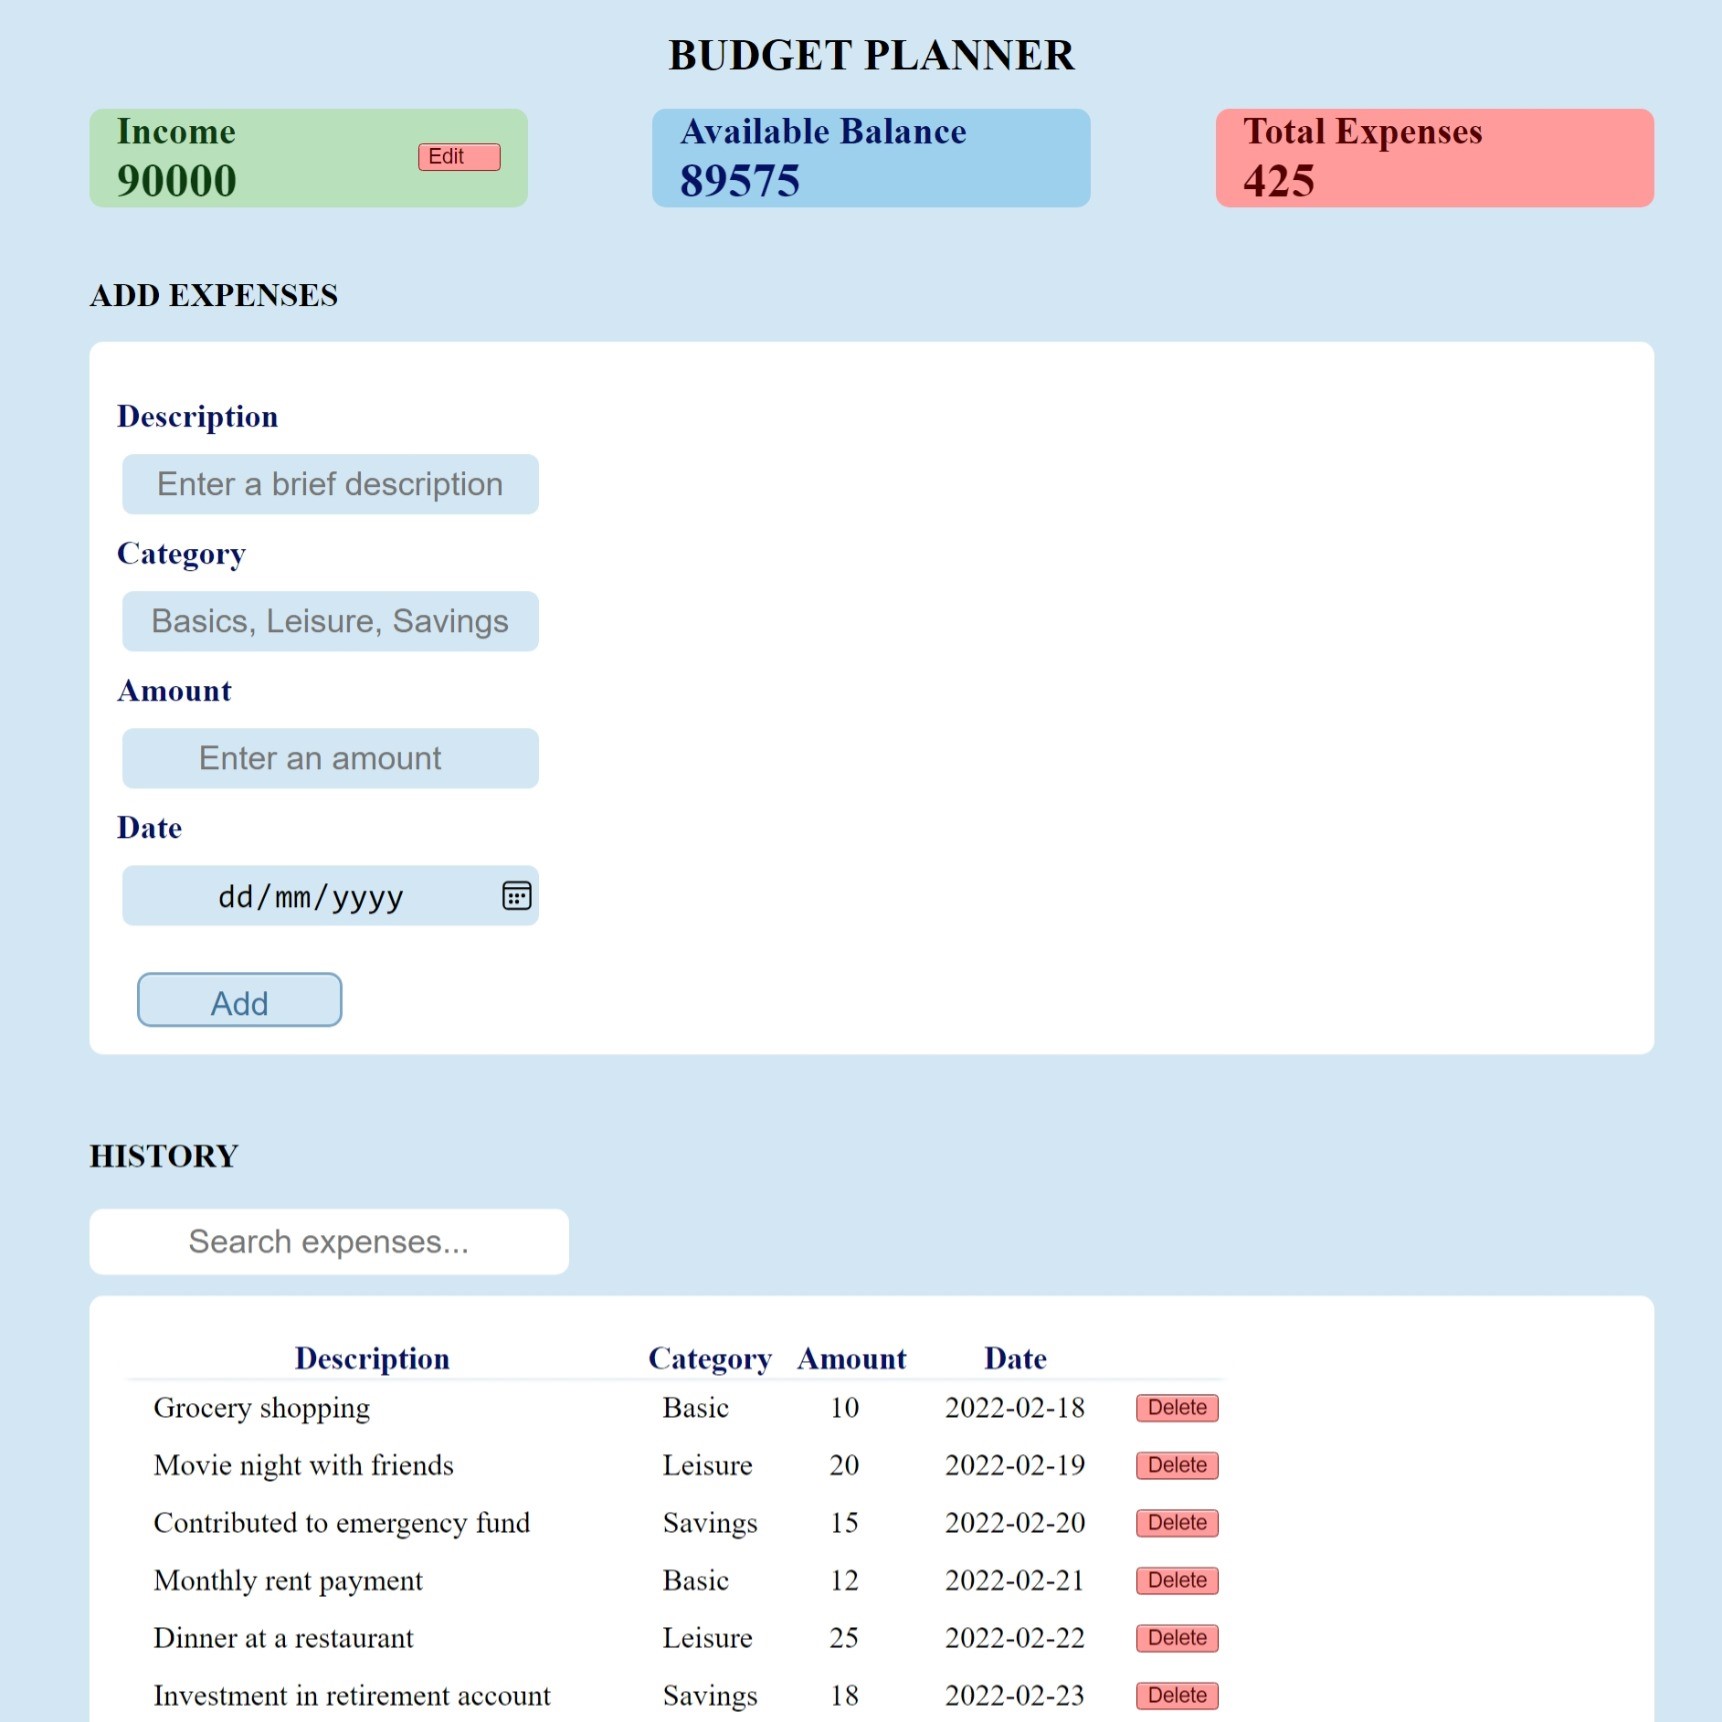 BUDGET PLANNER
Income
90000
Edit
Available Balance
89575
Total Expenses
425
ADD EXPENSES
Description
Enter a brief description
Category
Basics, Leisure, Savings
Amount
Enter an amount
Date
dd/mm/yyyy
Add
HISTORY
Search expenses...
Description Category Amount Date
Grocery shopping Basic 10 2022-02-18 Delete
Movie night with friends Leisure 20 2022-02-19 Delete
Contributed to emergency fund Savings 15 2022-02-20 Delete
Monthly rent payment Basic 12 2022-02-21 Delete
Dinner at a restaurant Leisure 25 2022-02-22 Delete
Investment in retirement account Savings 18 2022-02-23 Delete